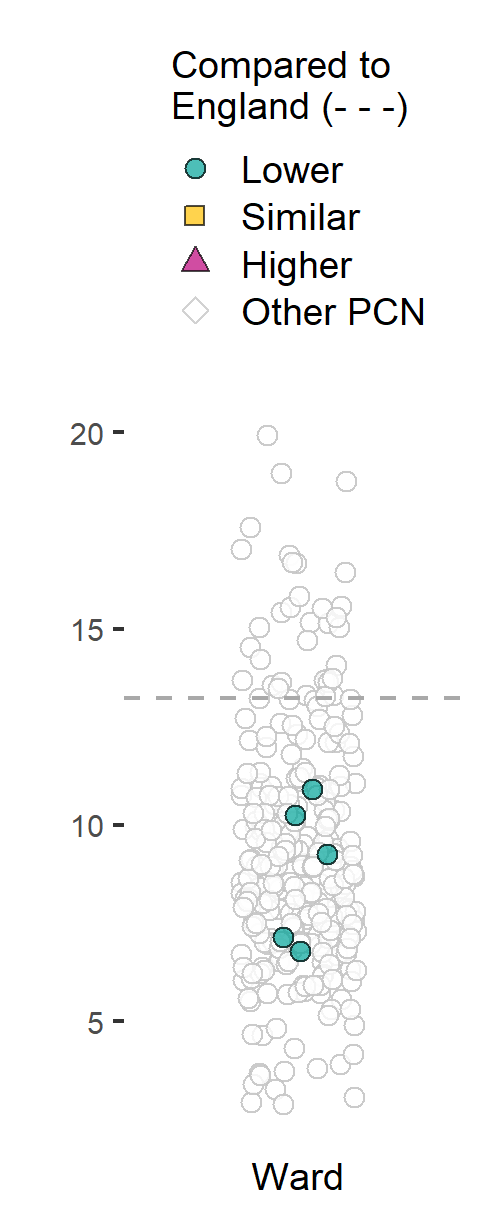 Compared to
England (- - -)
Lower
Similar
Higher
Other PCN
20
15
10
5
Ward